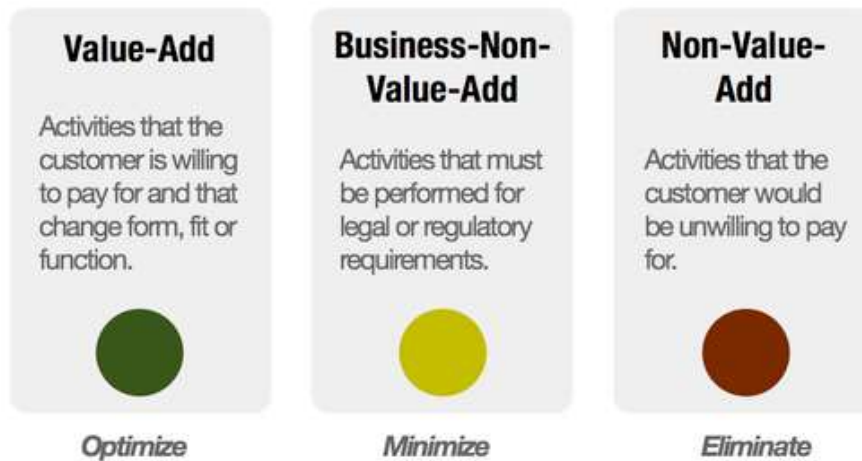 Value-Add
Activities that the
customer is willing
to pay for and that
change form, fit or
function.
Optimize
Business-Non-
Value-Add
Activities that must
be performed for
legal or regulatory
requirements.
Minimize
Non-Value-
Add
Activities that the
customer would
be unwilling to pay
for.
Eliminate